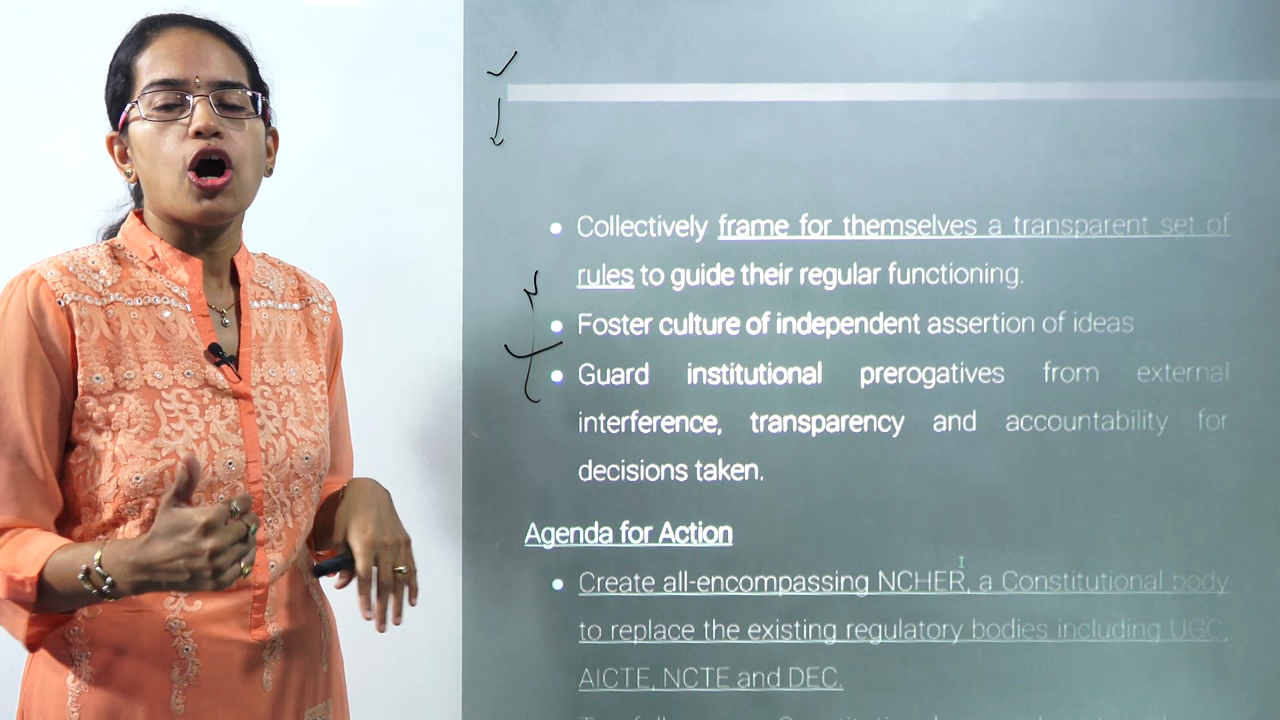 Collectively frame for themselves a transparent set of
rules to guide their regular functioning.
Foster culture of independent assertion of ideas
Guard institutional prerogatives from external
interference, transparency and accountability for
decisions taken.
Agenda for Action
Create all-encompassing NCHER, a Constitutional body
to replace the existing regulatory bodies including UGC,
AICTE, NCTE and DEC.